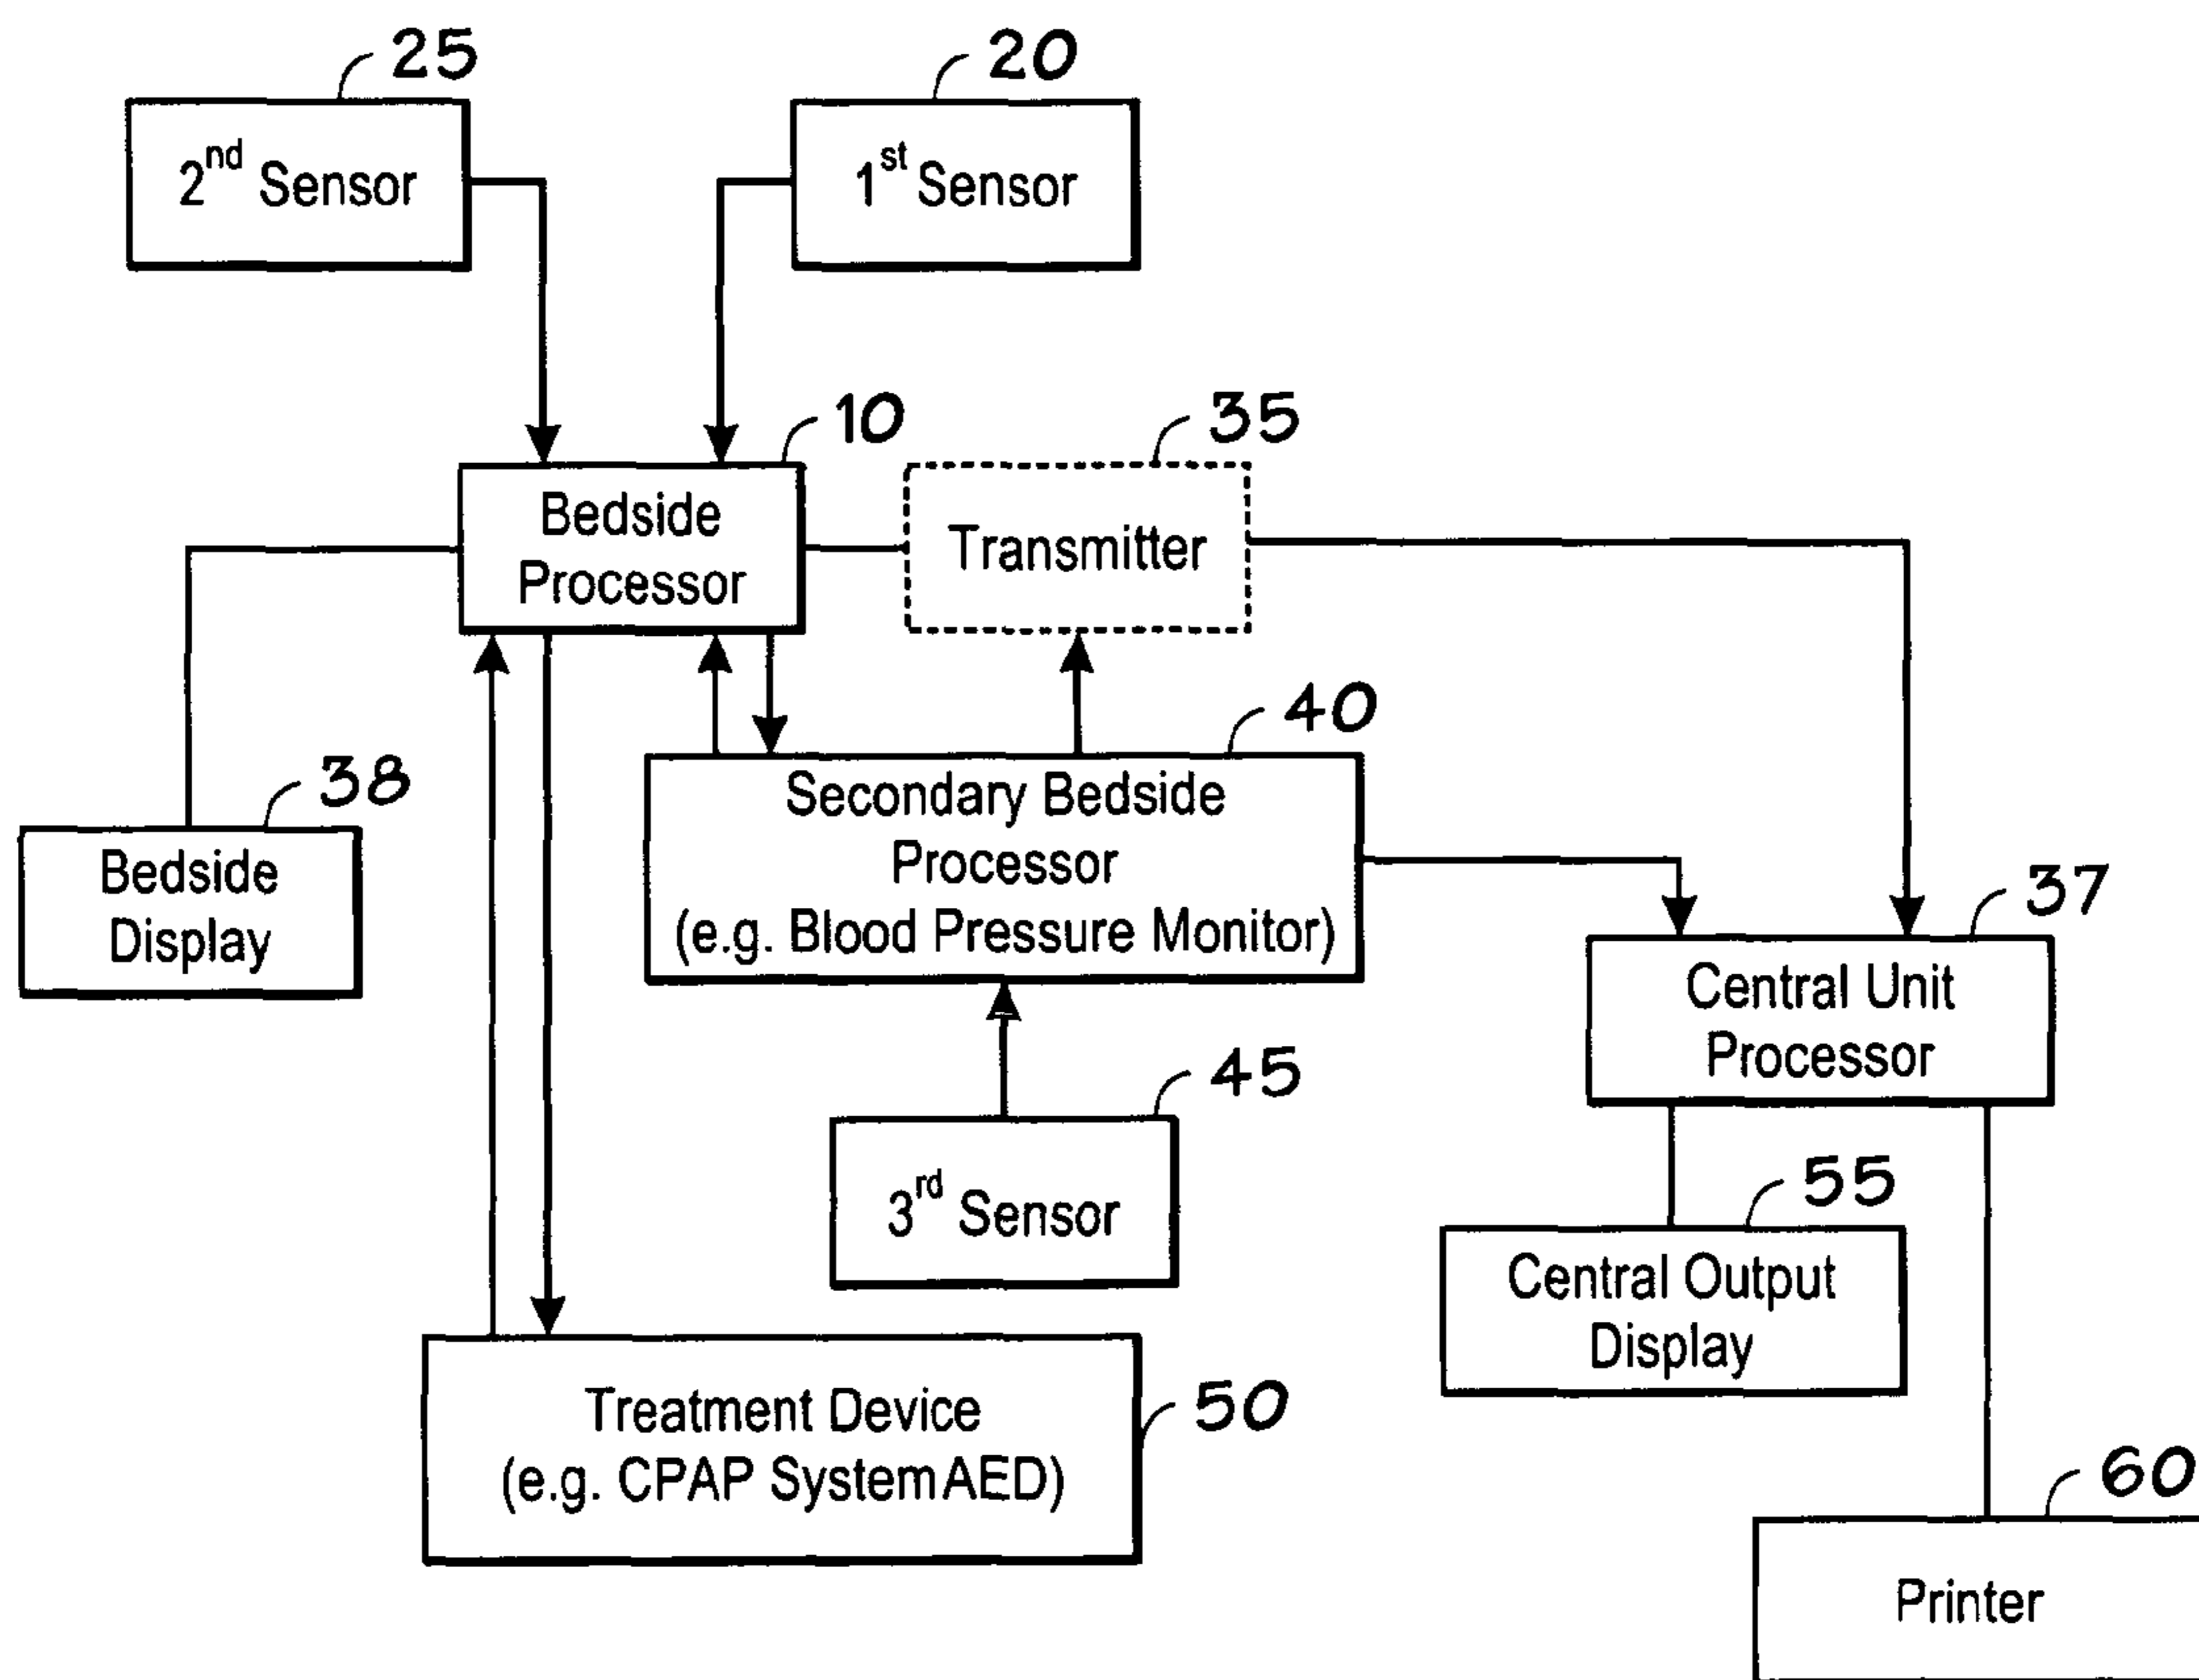 25
20
2nd Sensor
1st Sensor
10
35
Bedside
Processor
Transmitter
40
38
Secondary Bedside
Processor
(e.g. Blood Pressure Monitor)
Bedside
Display
37
Central Unit
Processor
45
3rd Sensor
55
Central Output
Display
50
Treatment Device
(e.g. CPAP System AED)
60
Printer